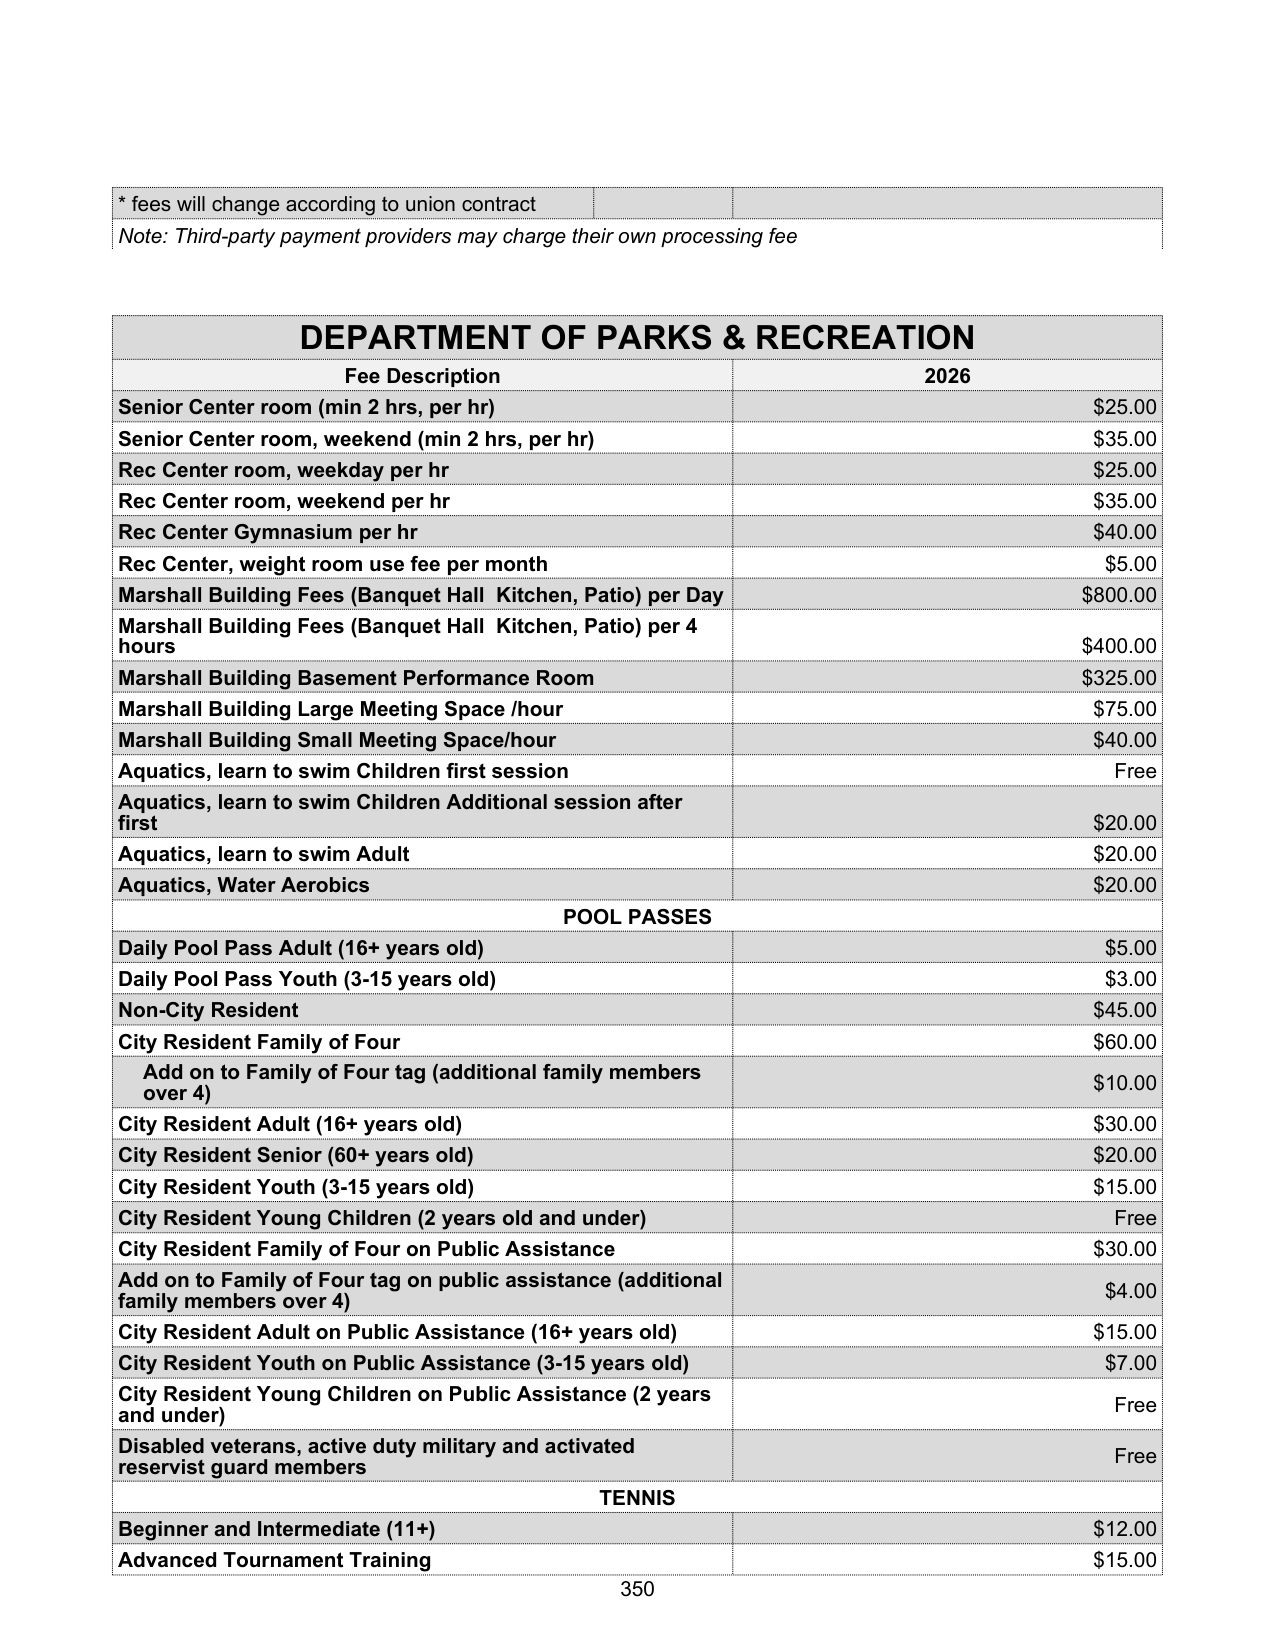 * fees will change according to union contract
Note: Third-party payment providers may charge their own processing fee
DEPARTMENT OF PARKS & RECREATION
Fee Description 2026
Senior Center room (min 2 hrs, per hr) $25.00
Senior Center room, weekend (min 2 hrs, per hr) $35.00
Rec Center room, weekday per hr $25.00
Rec Center room, weekend per hr $35.00
Rec Center Gymnasium per hr $40.00
Rec Center, weight room use fee per month $5.00
Marshall Building Fees (Banquet Hall  Kitchen, Patio) per Day $800.00
Marshall Building Fees (Banquet Hall  Kitchen, Patio) per 4
hours $400.00
Marshall Building Basement Performance Room $325.00
Marshall Building Large Meeting Space /hour $75.00
Marshall Building Small Meeting Space/hour $40.00
Aquatics, learn to swim Children first session Free
Aquatics, learn to swim Children Additional session after
first $20.00
Aquatics, learn to swim Adult $20.00
Aquatics, Water Aerobics $20.00
POOL PASSES
Daily Pool Pass Adult (16+ years old) $5.00
Daily Pool Pass Youth (3-15 years old) $3.00
Non-City Resident $45.00
City Resident Family of Four $60.00
Add on to Family of Four tag (additional family members
over 4) $10.00
City Resident Adult (16+ years old) $30.00
City Resident Senior (60+ years old) $20.00
City Resident Youth (3-15 years old) $15.00
City Resident Young Children (2 years old and under) Free
City Resident Family of Four on Public Assistance $30.00
Add on to Family of Four tag on public assistance (additional
family members over 4) $4.00
City Resident Adult on Public Assistance (16+ years old) $15.00
City Resident Youth on Public Assistance (3-15 years old) $7.00
City Resident Young Children on Public Assistance (2 years
and under) Free
Disabled veterans, active duty military and activated
reservist guard members Free
TENNIS
Beginner and Intermediate (11+) $12.00
Advanced Tournament Training $15.00
350